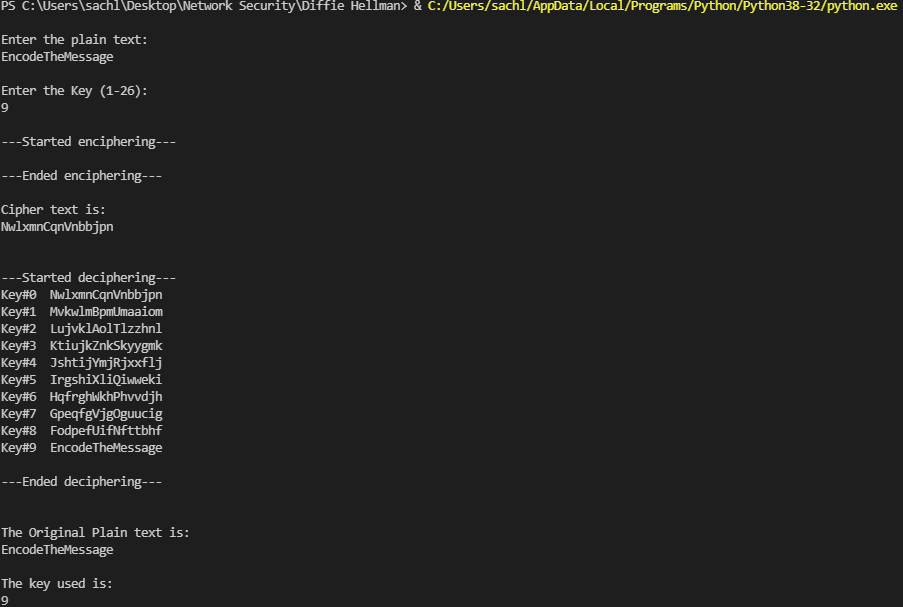 PS C:\Users\sachl\Desktop\Network Security\Diffie Hellman> & C:/Users/sachl/AppData/Local/Programs/Python/Python38-32/python.exe
Enter the plain text:
EncodeTheMessage
Enter the Key (1-26):
9
---Started enciphering---
---Ended enciphering---
Cipher text is:
NwlxmnCqnVnbbjpn
---Started deciphering---
Key#0  NwlxmnCqnVnbbjpn
Key#1  MvkwlmBpmUmaaiom
Key#2  LujvklAolTlzzhnl
Key#3  KtiujkZnkSkyygmk
Key#4  JshtijYmjRjxxflj
Key#5  IrgshiXliQiwweki
Key#6  HqfrghWkhPhvvdjh
Key#7  GpeqfgVjgOguucig
Key#8  FodpefUifNfttbhf
Key#9  EncodeTheMessage
---Ended deciphering---
The Original Plain text is:
EncodeTheMessage
The key used is:
9